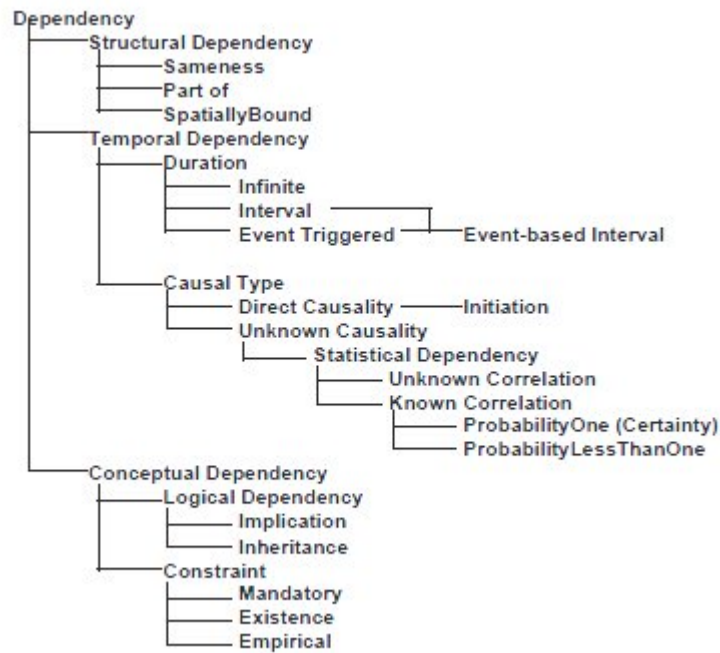 Dependency
Structural Dependency
Sameness
Part of
SpatiallyBound
Temporal Dependency
Duration
Infinite
Interval
Event Triggered Event-based Interval
Causal Type
Direct Causality Initiation
Unknown Causality
Statistical Dependency
Unknown Correlation
Known Correlation
ProbabilityOne (Certainty)
ProbabilityLessThanOne
Conceptual Dependency
Logical Dependency
Implication
Inheritance
Constraint
Mandatory
Existence
Empirical